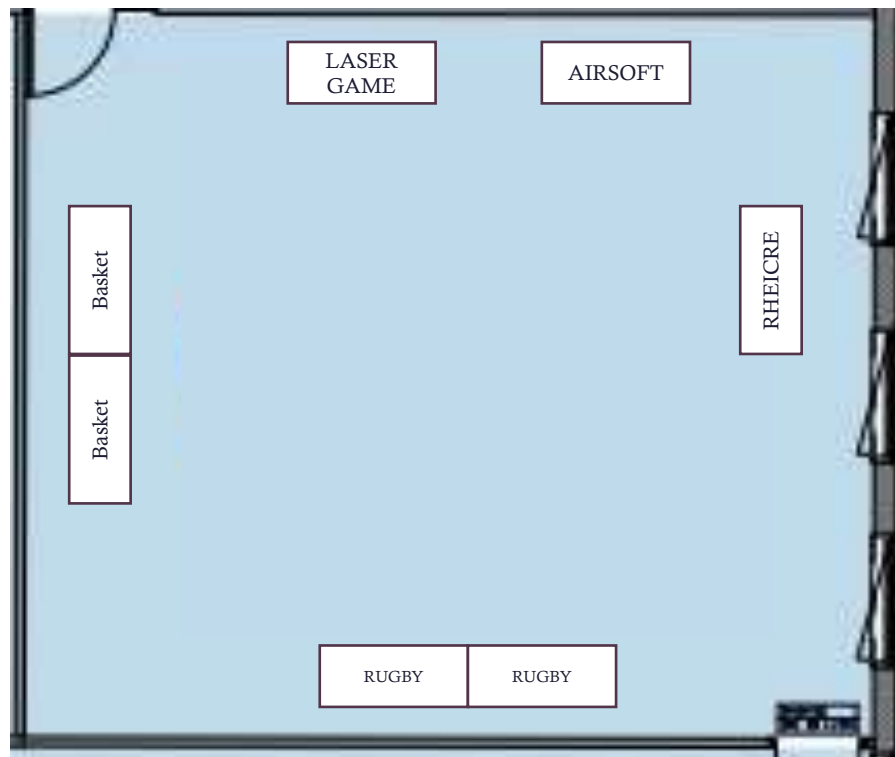 LASER
GAME
AIRSOFT
Basket
RHEICRE
Basket
RUGBY
RUGBY